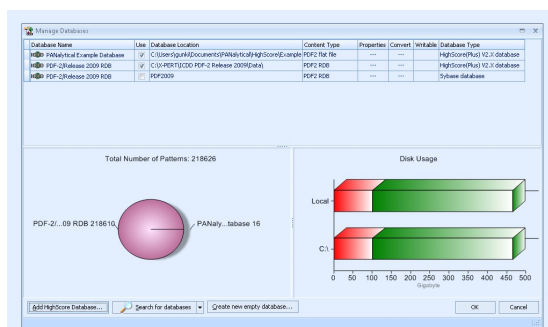 Manage Databases
Database Name Use Database Location Content Type Properties Convert Writable Database Type
PANalytical Example Database C:\Users\gunki\Documents\PANalytical\HighScore\Example PDF2 flat file --- --- HighScore(Plus) V2.X database
PDF-2/Release 2009 RDB C:\X-PERT\ICDD PDF-2 Release 2009\Data\ PDF2 RDB --- --- HighScore(Plus) V2.X database
PDF-2/Release 2009 RDB PDF2009 PDF2 RDB --- --- Sybase database
Total Number of Patterns: 218626
PDF-2/...09 RDB 218610
PANaly...tabase 16
Disk Usage
Local
C:\
0 50 100 150 200 250 300 350 400 450 500
Gigabyte
Add HighScore Database... Search for databases Create new empty database... OK Cancel